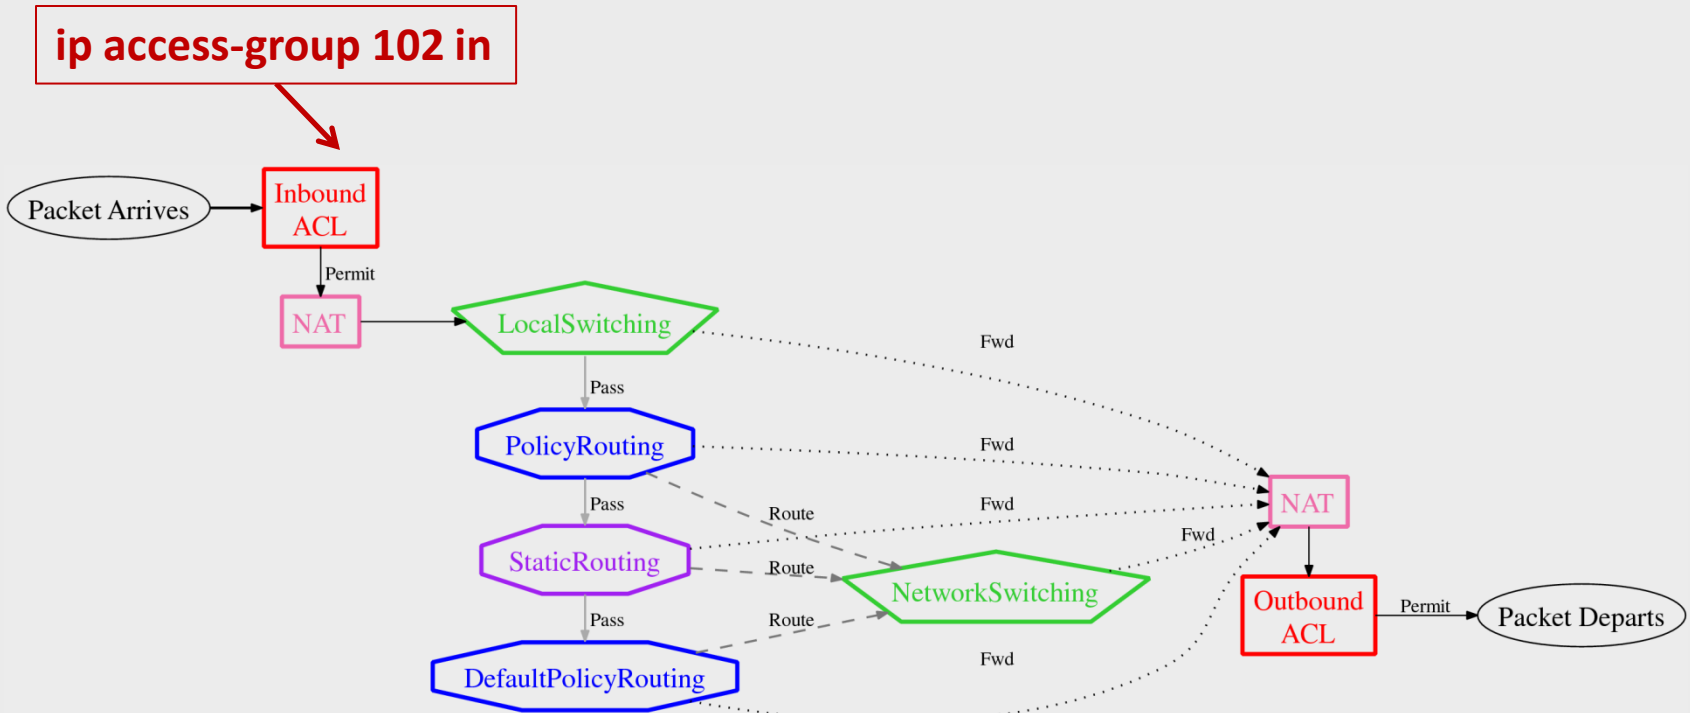 ip access-group 102 in
Packet Arrives
Inbound
ACL
Permit
NAT
LocalSwitching
Fwd
Pass
PolicyRouting
Fwd
Pass
Route
Fwd
NAT
Fwd
StaticRouting
Route
NetworkSwitching
Outbound
ACL
Permit
Packet Departs
Pass
Route
DefaultPolicyRouting
Fwd